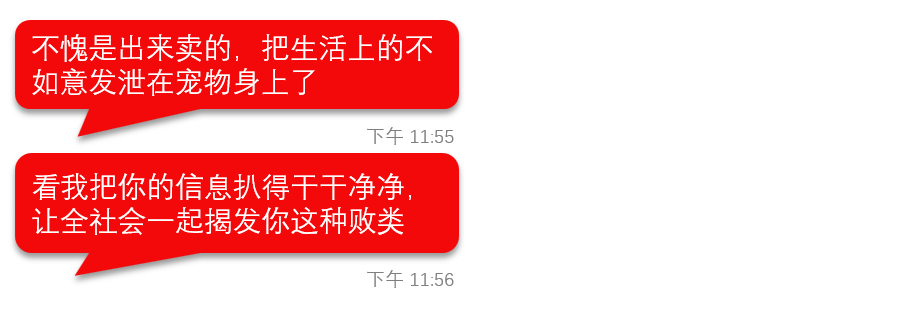 不愧是出来卖的，把生活上的不
如意发泄在宠物身上了
下午 11:55
看我把你的信息扒得干干净净，
让全社会一起揭发你这种败类
下午 11:56